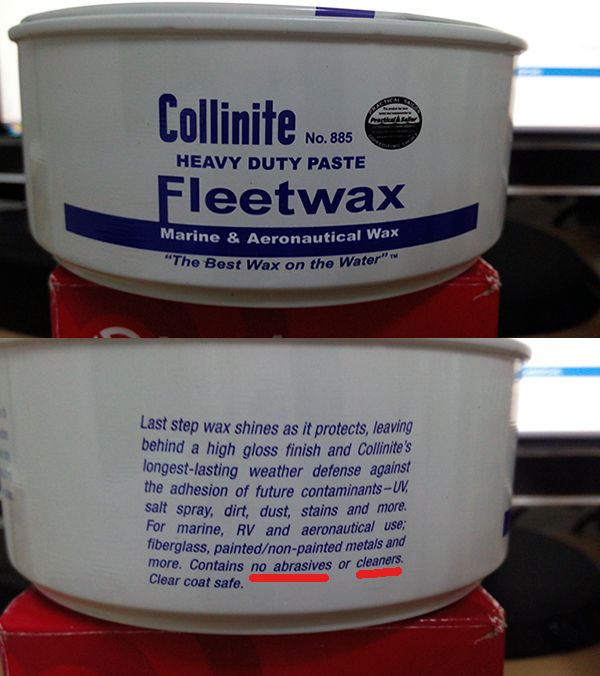 Collinite No. 885
Practical Sailor
HEAVY DUTY PASTE
Fleetwax
Marine & Aeronautical Wax
"The Best Wax on the Water"™
Last step wax shines as it protects, leaving
behind a high gloss finish and Collinite's
longest-lasting weather defense against
the adhesion of future contaminants–UV,
salt spray, dirt, dust, stains and more.
For marine, RV and aeronautical use;
fiberglass, painted/non-painted metals and
more. Contains no abrasives or cleaners.
Clear coat safe.